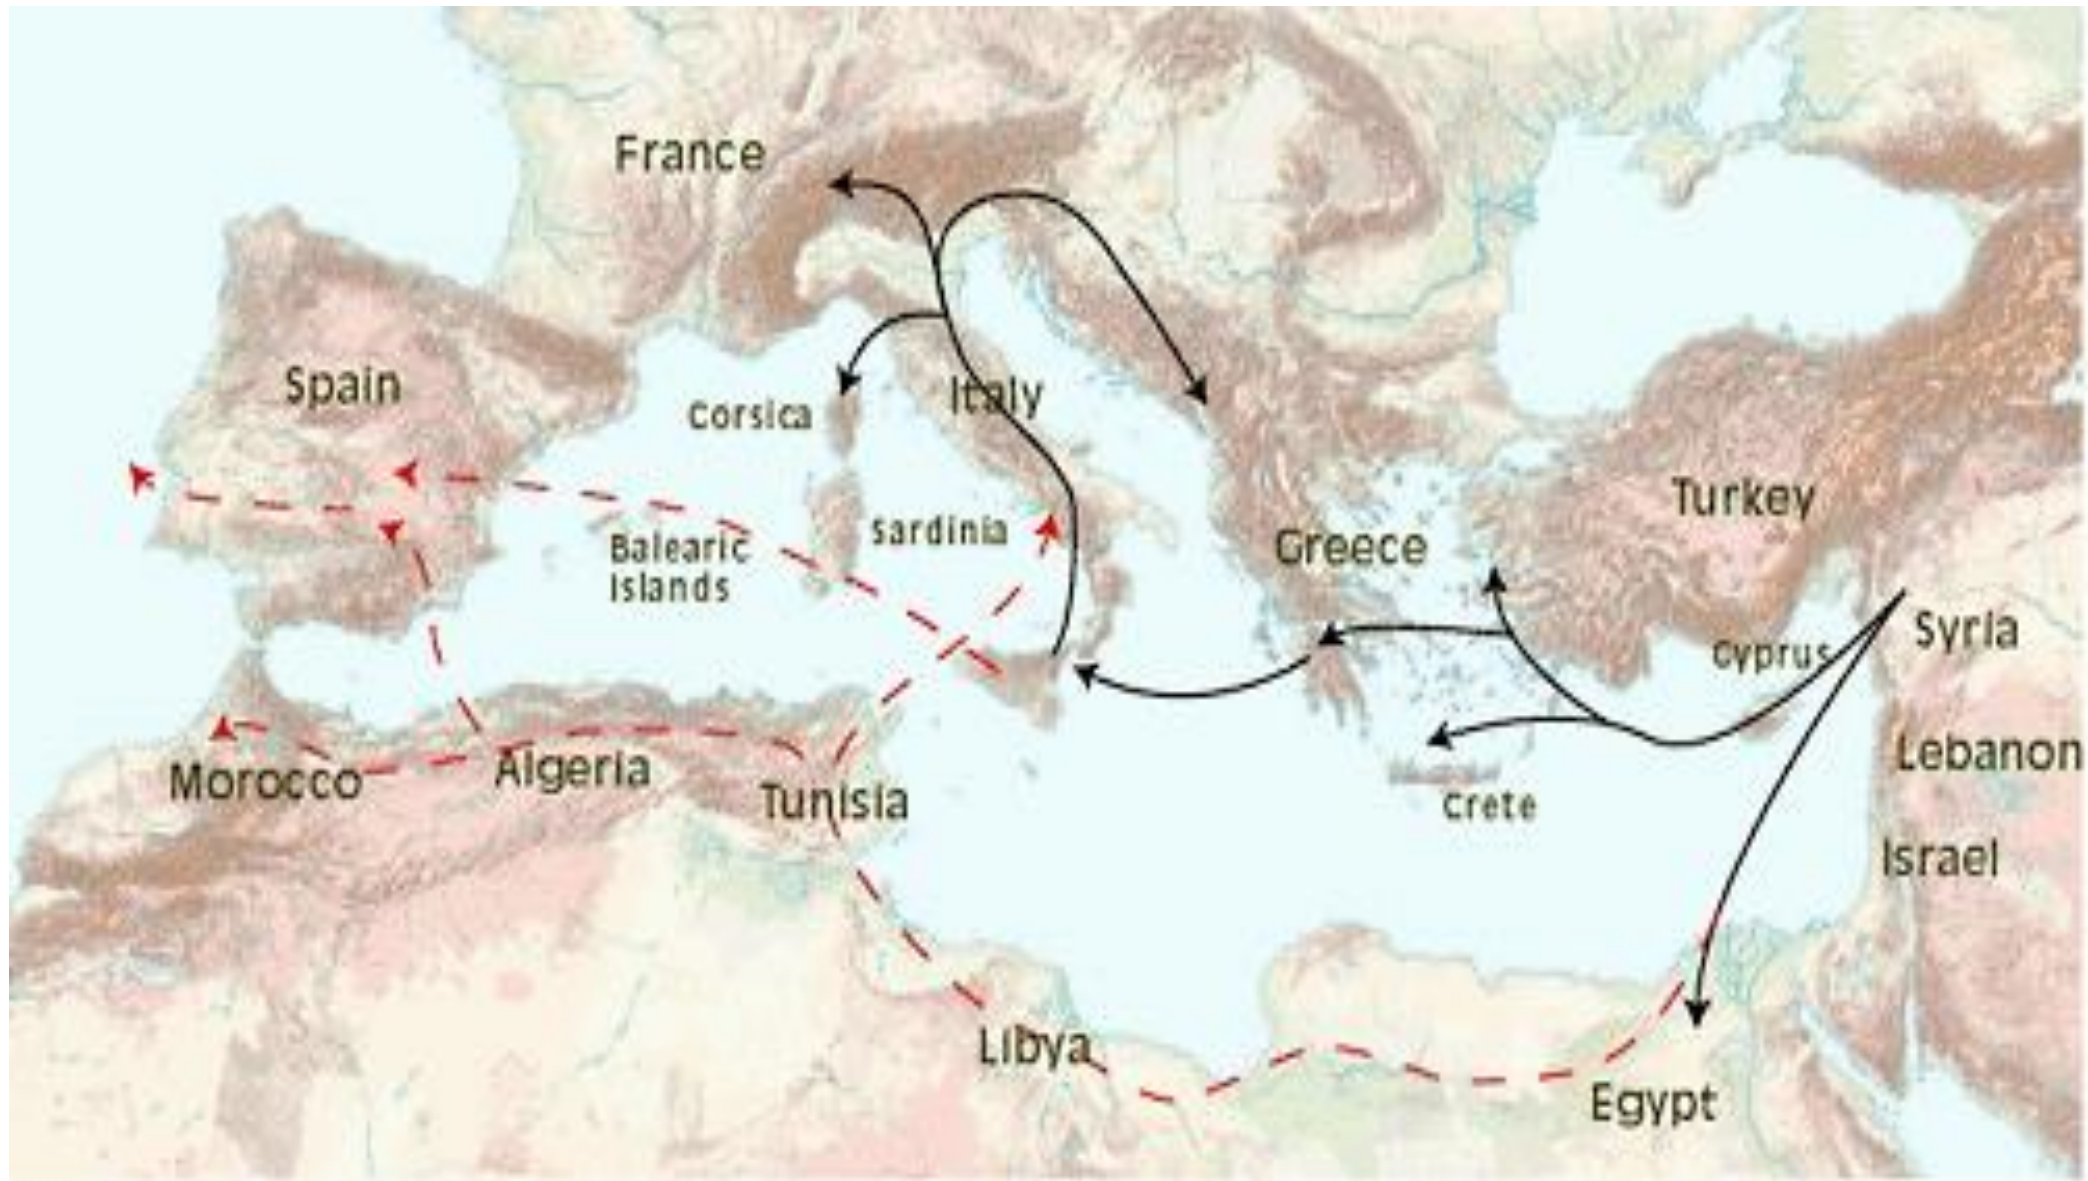 France
Spain
Corsica
Italy
Turkey
Balearic
Islands
Sardinia
Greece
Cyprus
Syria
Morocco
Algeria
Tunisia
Crete
Lebanon
Israel
Libya
Egypt